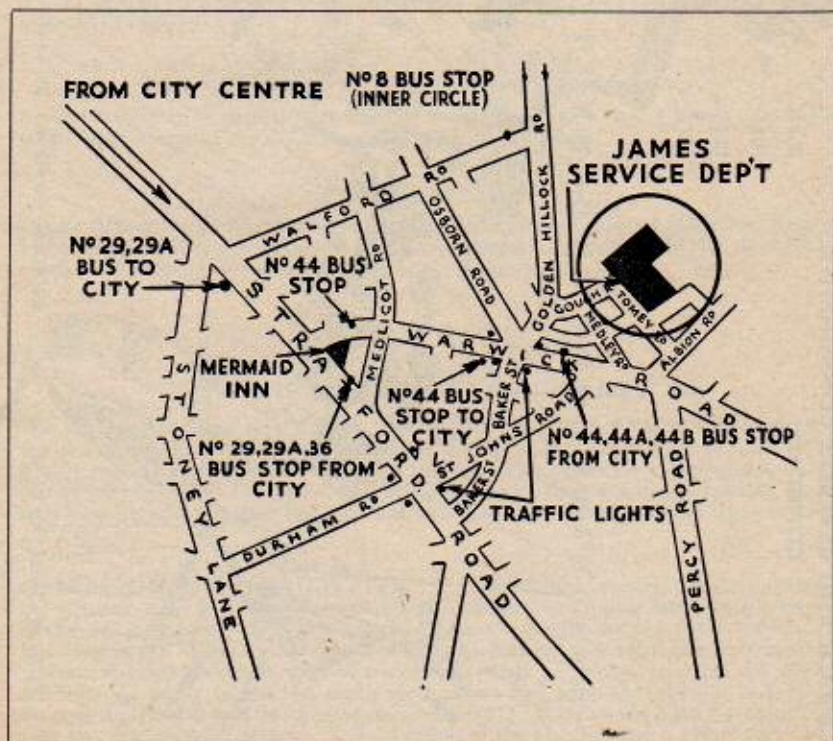 FROM CITY CENTRE
No 8 BUS STOP
(INNER CIRCLE)
JAMES
SERVICE DEP'T
WALFORD RD
GOLDEN HILLOCK RD
OSBORN ROAD
MEDLICOT RD
No 29, 29A
BUS TO
CITY
No 44 BUS
STOP
STRATFORD ROAD
WARWICK ROAD
GOUGH RD
TOMEY RD
MEDLEY RD
ALBION RD
MERMAID
INN
No 44 BUS
STOP TO
CITY
BAKER ST
ST JOHNS ROAD
No 44, 44A, 44B BUS STOP
FROM CITY
No 29, 29A, 36
BUS STOP FROM
CITY
BAKER ST
TRAFFIC LIGHTS
DURHAM RD
STONEY LANE
PERCY ROAD